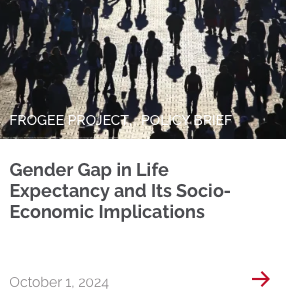 FROGEE PROJECT - POLICY BRIEF
Gender Gap in Life
Expectancy and Its Socio-
Economic Implications
October 1, 2024